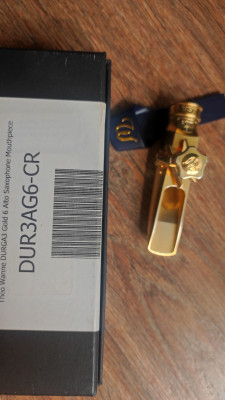 Theo Wanne DURGA3 Gold 6 Alto Saxophone Mouthpiece
DUR3AG6-CR